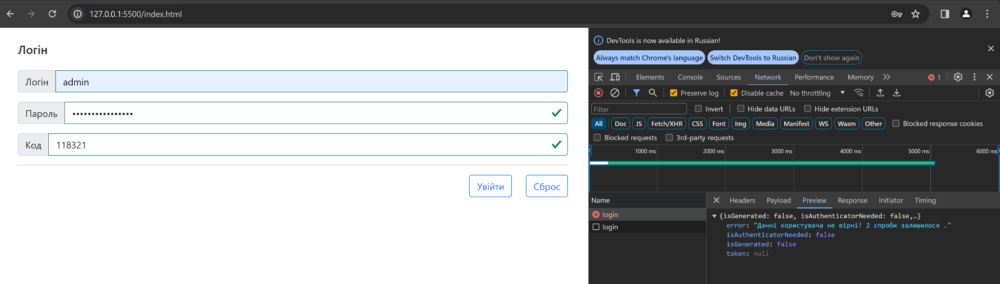 127.0.0.1:5500/index.html
Логін
Логін admin
Пароль ••••••••••••••••
Код 118321
Увійти Сброс
DevTools is now available in Russian!
Always match Chrome's language Switch DevTools to Russian Don't show again
Elements Console Sources Network Performance Memory 1
Preserve log Disable cache No throttling
Filter Invert Hide data URLs Hide extension URLs
All Doc JS Fetch/XHR CSS Font Img Media Manifest WS Wasm Other Blocked response cookies
Blocked requests 3rd-party requests
1000 ms 2000 ms 3000 ms 4000 ms 5000 ms 6000 ms
Name Headers Payload Preview Response Initiator Timing
login
login
{isGenerated: false, isAuthenticatorNeeded: false,…}
error: "Данні користувача не вірні! 2 спроби залишилося ."
isAuthenticatorNeeded: false
isGenerated: false
token: null